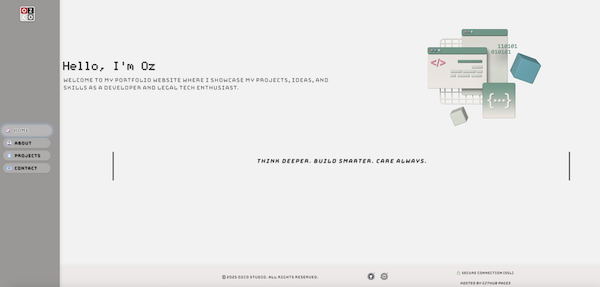 OZ
Hello, I'm Oz
WELCOME TO MY PORTFOLIO WEBSITE WHERE I SHOWCASE MY PROJECTS, IDEAS, AND
SKILLS AS A DEVELOPER AND LEGAL TECH ENTHUSIAST.
110101
010101
</>
{...}
HOME
ABOUT
PROJECTS
CONTACT
THINK DEEPER. BUILD SMARTER. CARE ALWAYS.
© 2025 OZCO STUDIO. ALL RIGHTS RESERVED.
SECURE CONNECTION (SSL)
HOSTED BY GITHUB PAGES